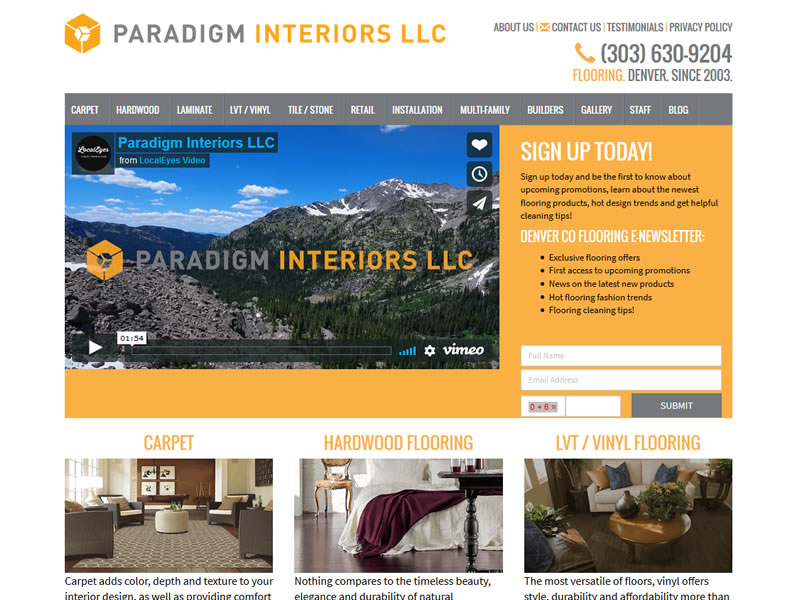 PARADIGM INTERIORS LLC
ABOUT US | CONTACT US | TESTIMONIALS | PRIVACY POLICY
(303) 630-9204
FLOORING. DENVER. SINCE 2003.
CARPET HARDWOOD LAMINATE LVT / VINYL TILE / STONE RETAIL INSTALLATION MULTI-FAMILY BUILDERS GALLERY STAFF BLOG
LocalEyes
Paradigm Interiors LLC
from LocalEyes Video
PARADIGM INTERIORS LLC
01:54
vimeo
SIGN UP TODAY!
Sign up today and be the first to know about
upcoming promotions, learn about the newest
flooring products, hot design trends and get helpful
cleaning tips!
DENVER CO FLOORING E-NEWSLETTER:
Exclusive flooring offers
First access to upcoming promotions
News on the latest new products
Hot flooring fashion trends
Flooring cleaning tips!
Full Name
Email Address
0 + 6 =
SUBMIT
CARPET
HARDWOOD FLOORING
LVT / VINYL FLOORING
Carpet adds color, depth and texture to your
interior design, as well as providing comfort
Nothing compares to the timeless beauty,
elegance and durability of natural
The most versatile of floors, vinyl offers
style, durability and affordability more than